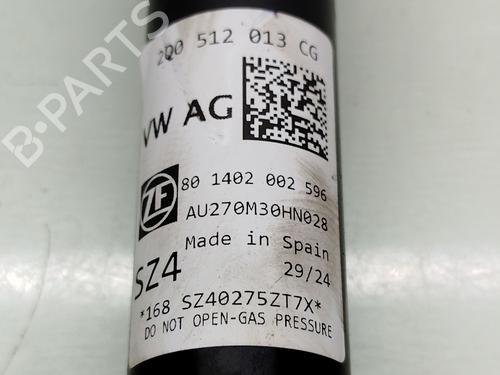 2Q0 512 013 CG
VW AG
ZF
80 1402 002 596
AU270M30HN028
Made in Spain
SZ4
29/24
*168 SZ40275ZT7X*
DO NOT OPEN-GAS PRESSURE
B-PARTS